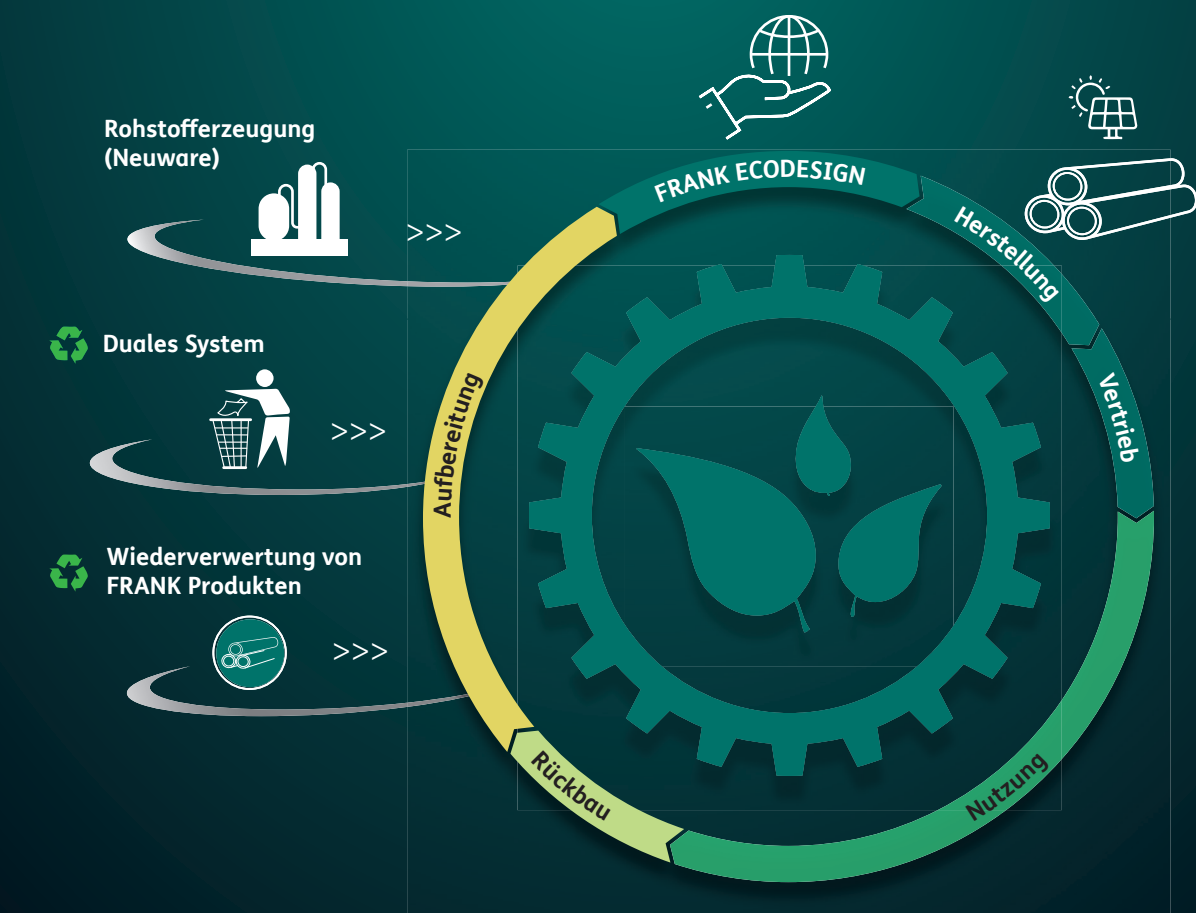 Rohstofferzeugung
(Neuware)
>>>
Duales System
>>>
Wiederverwertung von
FRANK Produkten
>>>
FRANK ECODESIGN
Herstellung
Vertrieb
Nutzung
Rückbau
Aufbereitung